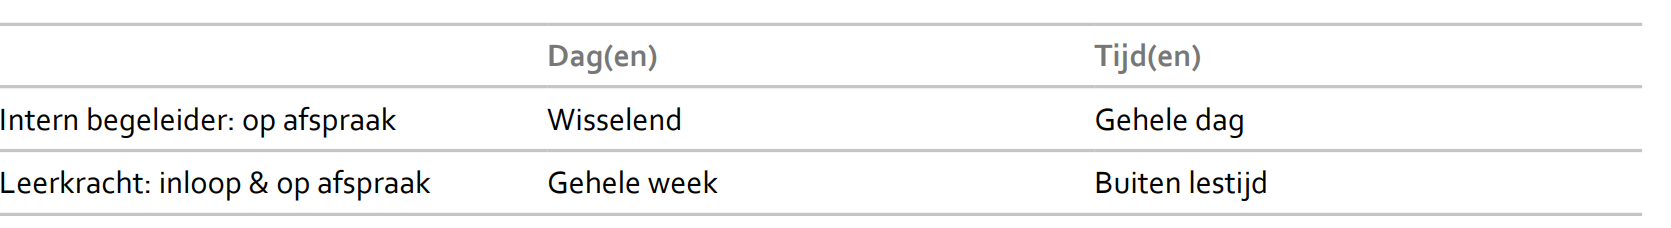 Dag(en) Tijd(en)
Intern begeleider: op afspraak Wisselend Gehele dag
Leerkracht: inloop & op afspraak Gehele week Buiten lestijd